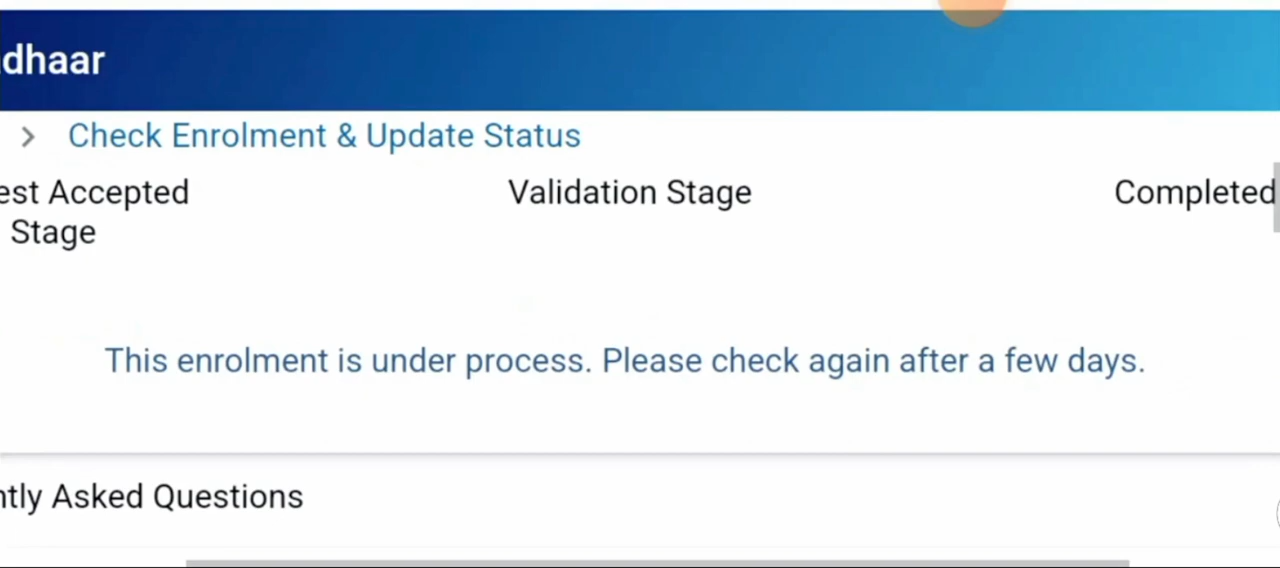 dhaar
Check Enrolment & Update Status
est Accepted
Stage
Validation Stage
Completed
This enrolment is under process. Please check again after a few days.
ntly Asked Questions